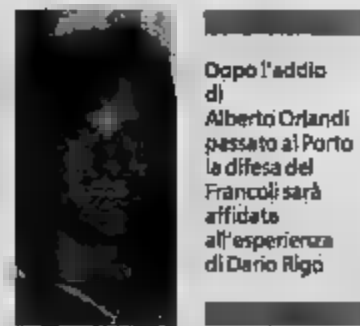 Dopo l'addio
di
Alberto Orlandi
passato al Porto
la difesa del
Francoli sarà
affidata
all'esperienza
di Dario Rigo